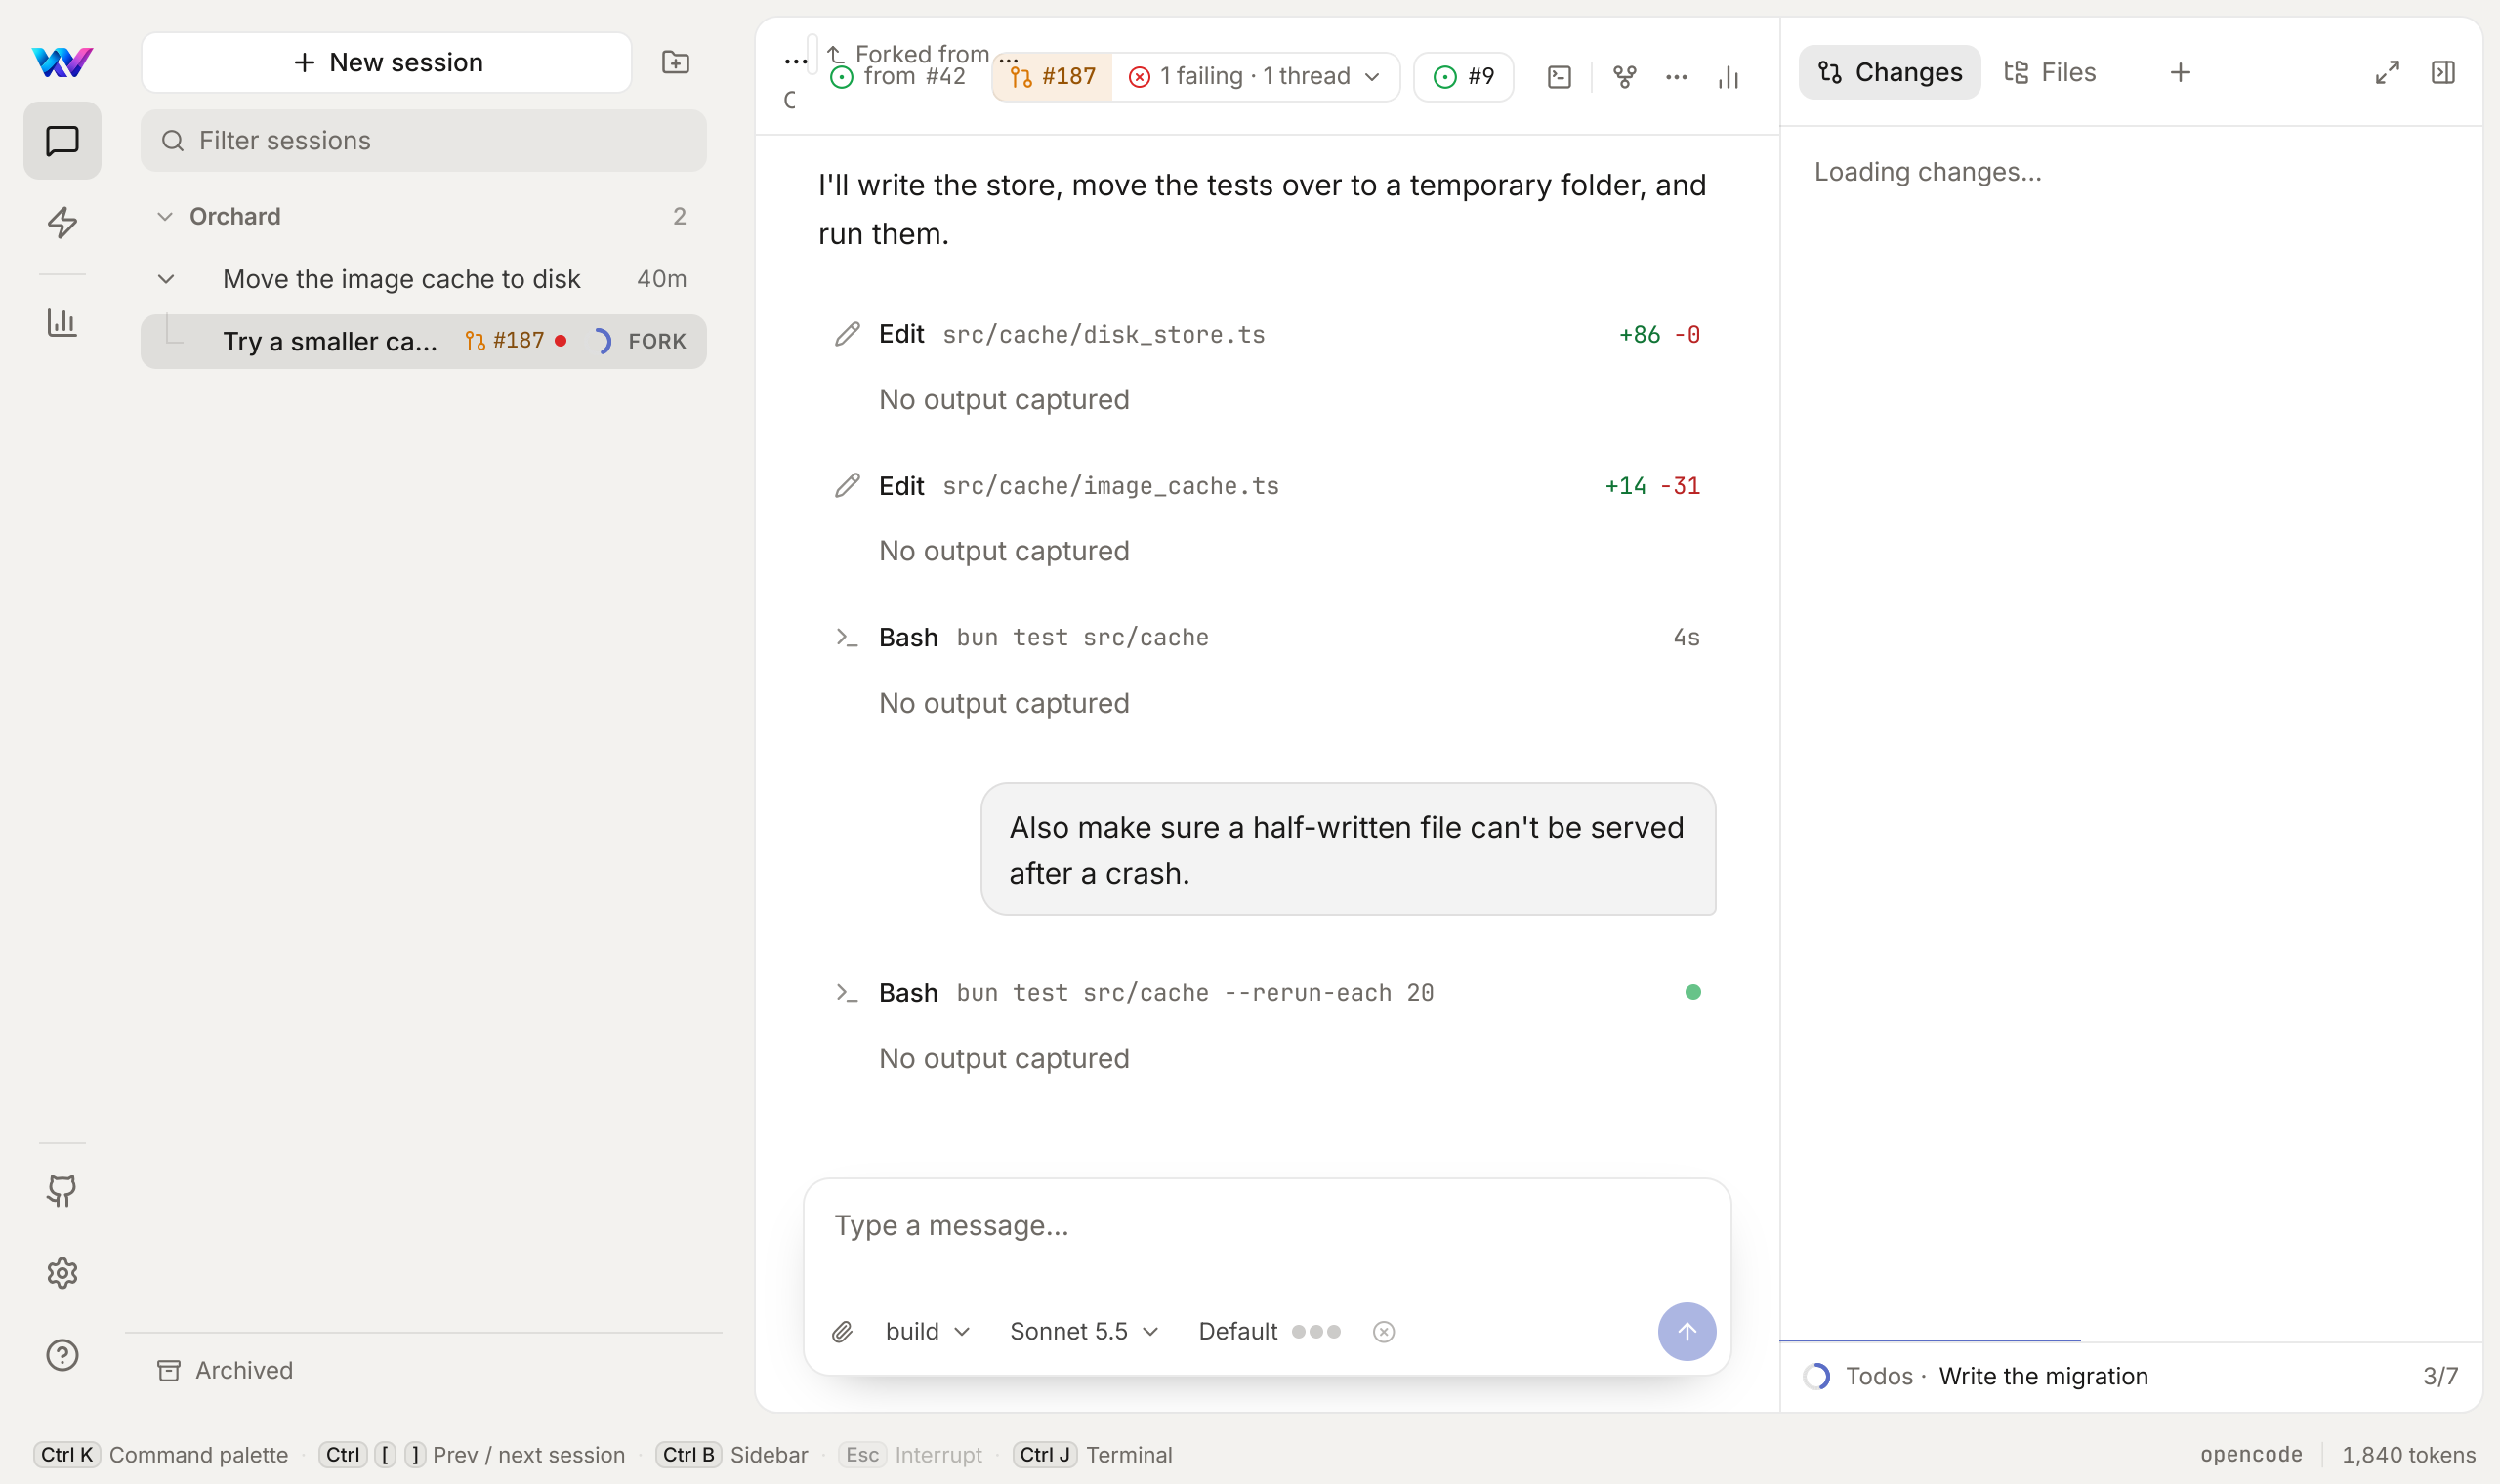 New session
Filter sessions
Orchard 2
Move the image cache to disk 40m
Try a smaller ca... #187 FORK
Archived
... Forked from ...
from #42 #187 1 failing · 1 thread #9
I'll write the store, move the tests over to a temporary folder, and
run them.
Edit src/cache/disk_store.ts +86 -0
No output captured
Edit src/cache/image_cache.ts +14 -31
No output captured
Bash bun test src/cache 4s
No output captured
Also make sure a half-written file can't be served
after a crash.
Bash bun test src/cache --rerun-each 20
No output captured
Type a message...
build Sonnet 5.5 Default
Changes Files
Loading changes...
Todos · Write the migration 3/7
Ctrl K Command palette · Ctrl [ ] Prev / next session · Ctrl B Sidebar · Esc Interrupt · Ctrl J Terminal
opencode 1,840 tokens